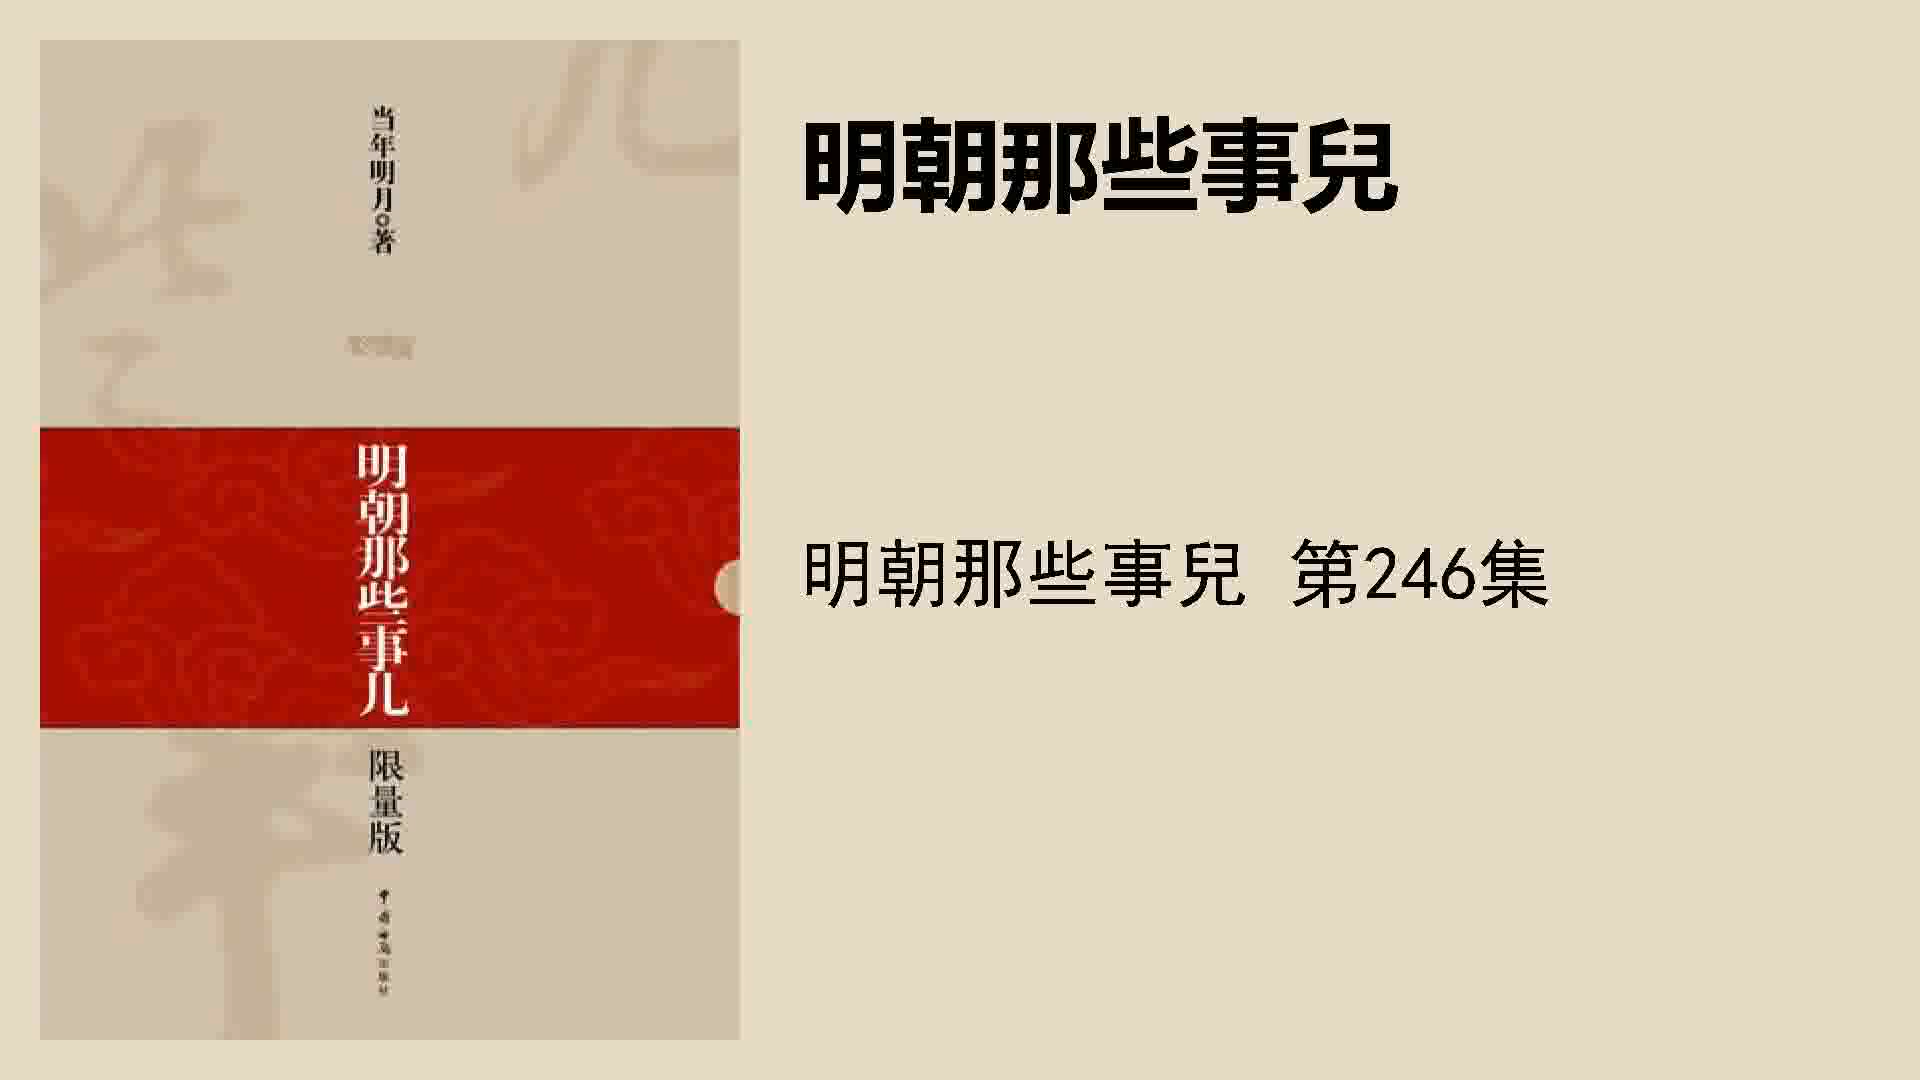 当年明月◎著
明朝那些事儿
限量版
明朝那些事兒
明朝那些事兒 第246集